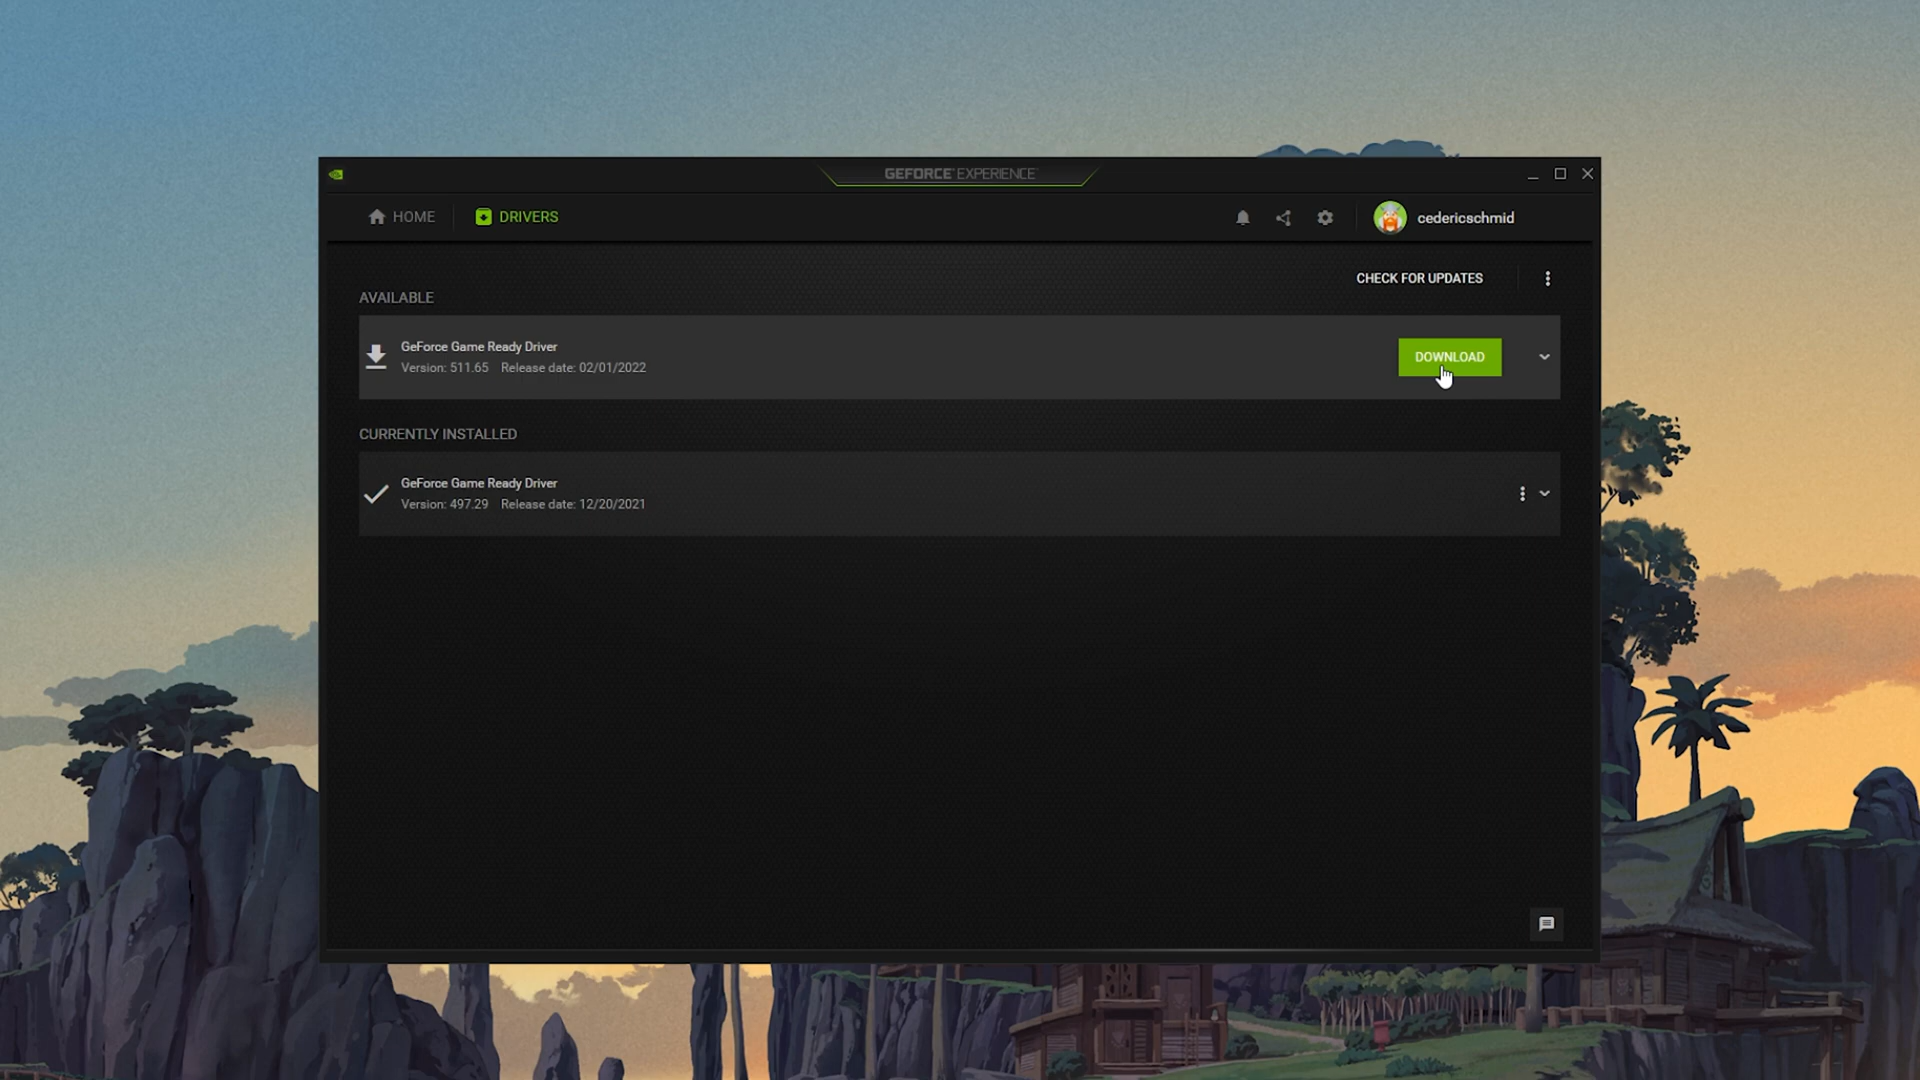 GEFORCE EXPERIENCE
HOME
DRIVERS
cedericschmid
CHECK FOR UPDATES
AVAILABLE
GeForce Game Ready Driver
Version: 511.65 Release date: 02/01/2022
DOWNLOAD
CURRENTLY INSTALLED
GeForce Game Ready Driver
Version: 497.29 Release date: 12/20/2021